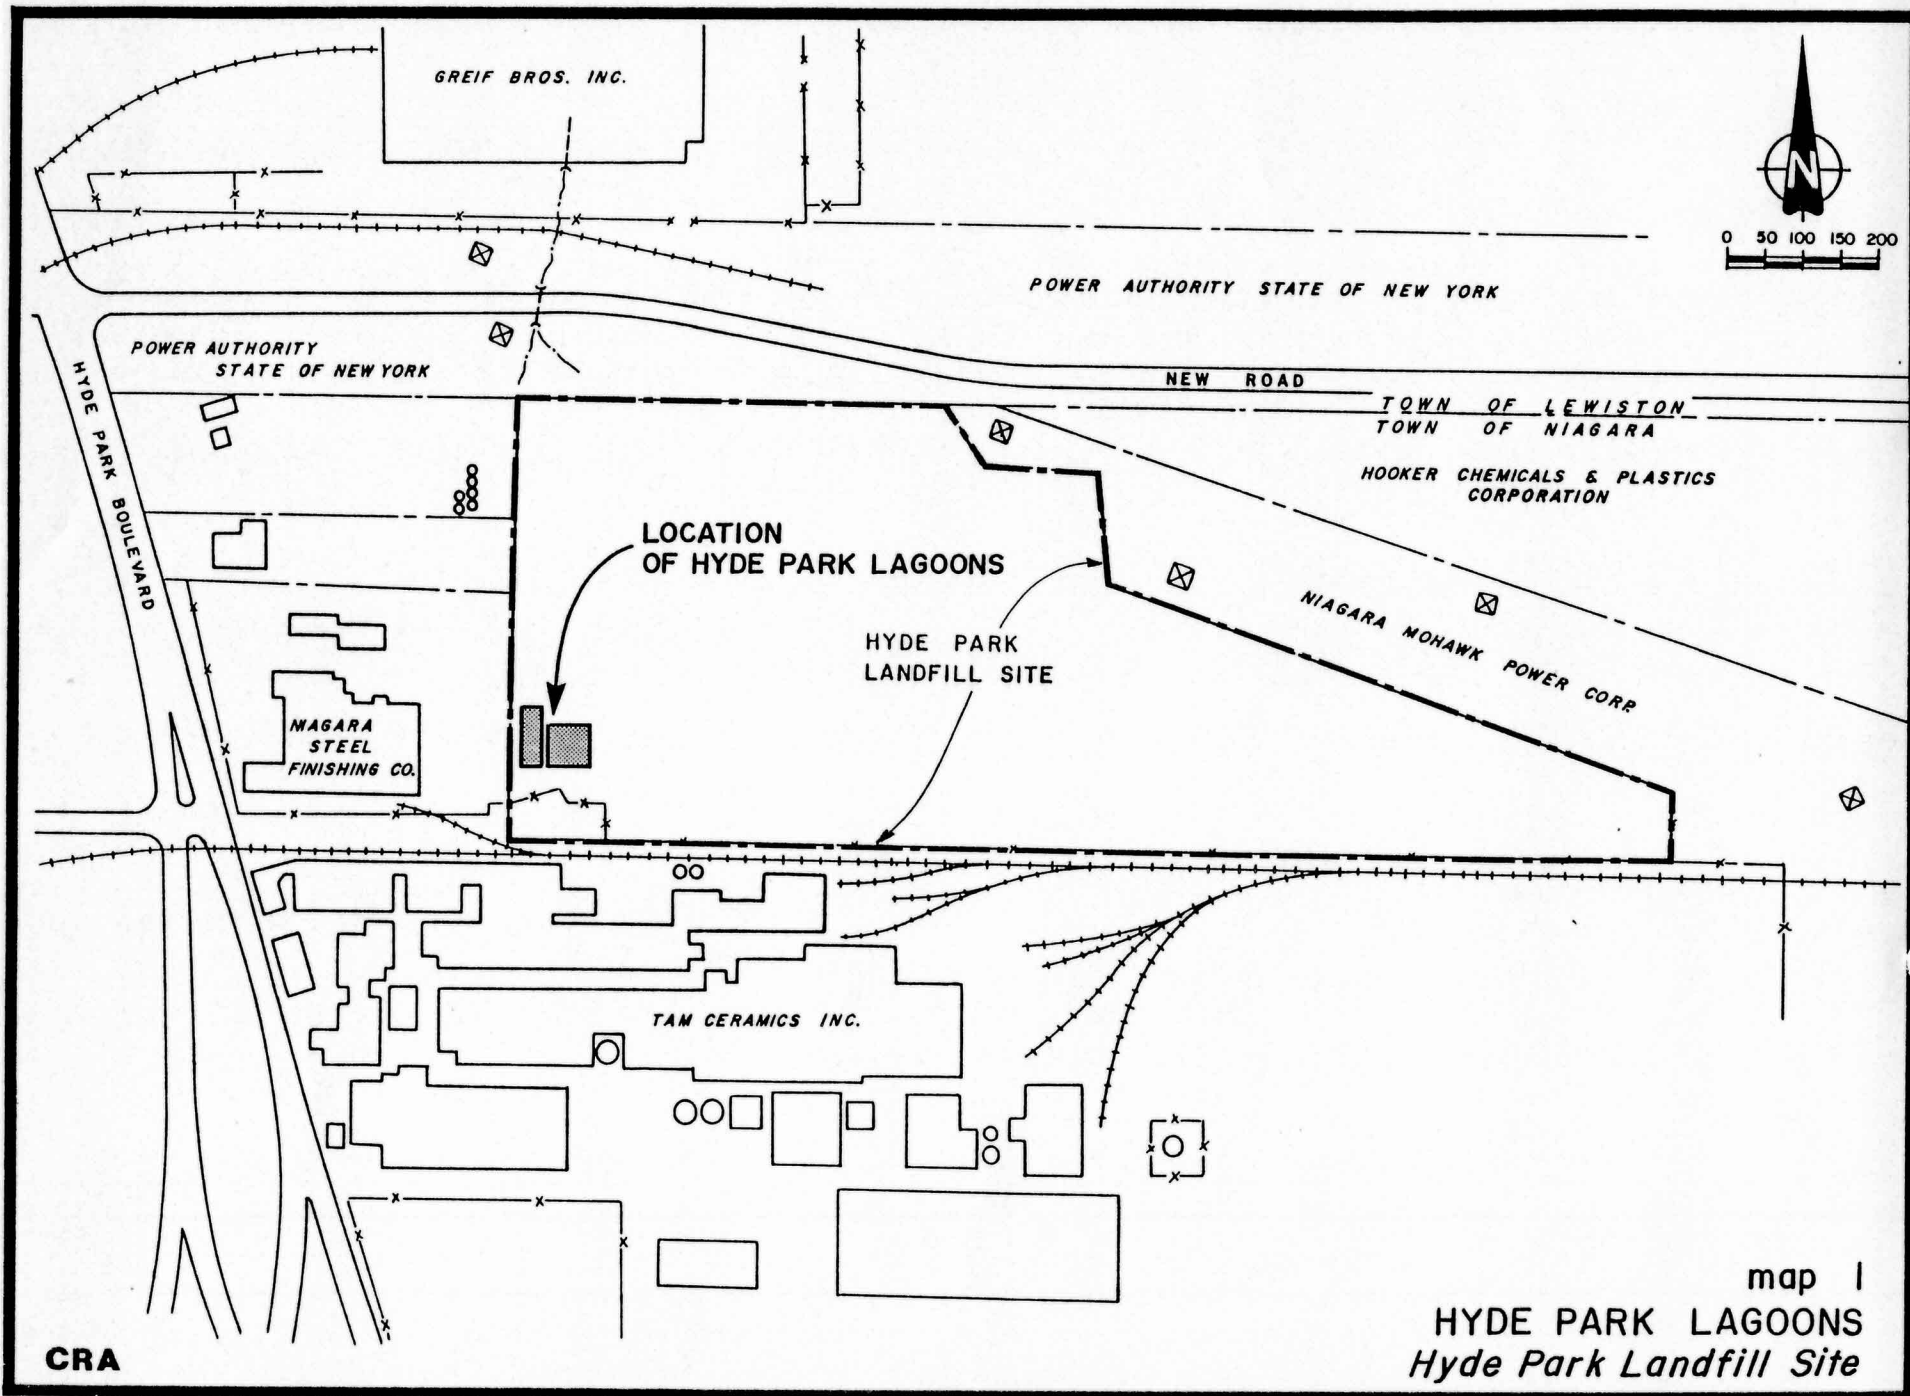 GREIF BROS. INC.
N
0 50 100 150 200
POWER AUTHORITY STATE OF NEW YORK
POWER AUTHORITY
STATE OF NEW YORK
HYDE PARK BOULEVARD
NEW ROAD
TOWN OF LEWISTON
TOWN OF NIAGARA
HOOKER CHEMICALS & PLASTICS
CORPORATION
LOCATION
OF HYDE PARK LAGOONS
HYDE PARK
LANDFILL SITE
NIAGARA MOHAWK POWER CORP.
NIAGARA
STEEL
FINISHING CO.
TAM CERAMICS INC.
map 1
HYDE PARK LAGOONS
Hyde Park Landfill Site
CRA